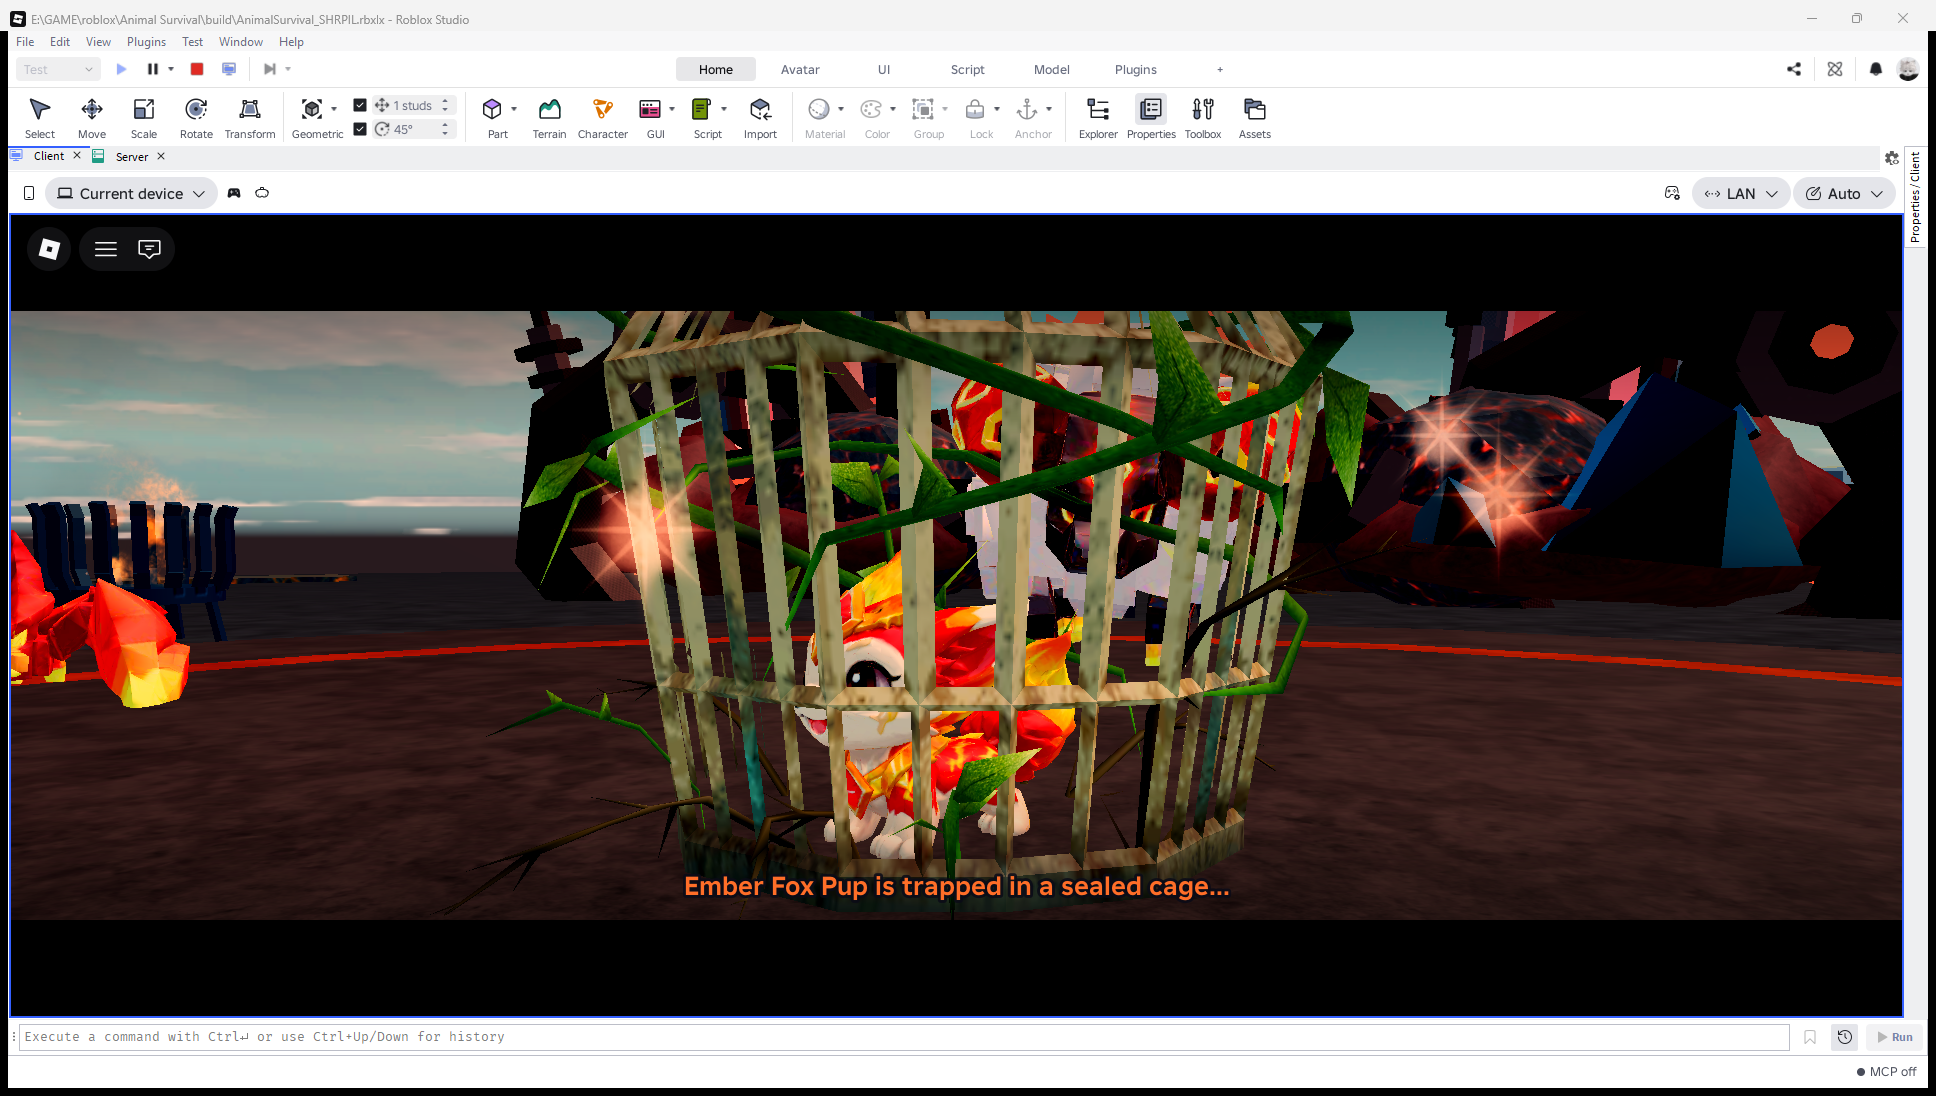 E:\GAME\roblox\Animal Survival\build\AnimalSurvival_SHRPIL.rbxlx - Roblox Studio
File Edit View Plugins Test Window Help
Test Home Avatar UI Script Model Plugins +
1 studs
45°
Select Move Scale Rotate Transform Geometric Part Terrain Character GUI Script Import Material Color Group Lock Anchor Explorer Properties Toolbox Assets
Client Server
Properties / Client
Current device LAN Auto
Ember Fox Pup is trapped in a sealed cage...
Execute a command with Ctrl↵ or use Ctrl+Up/Down for history Run
MCP off